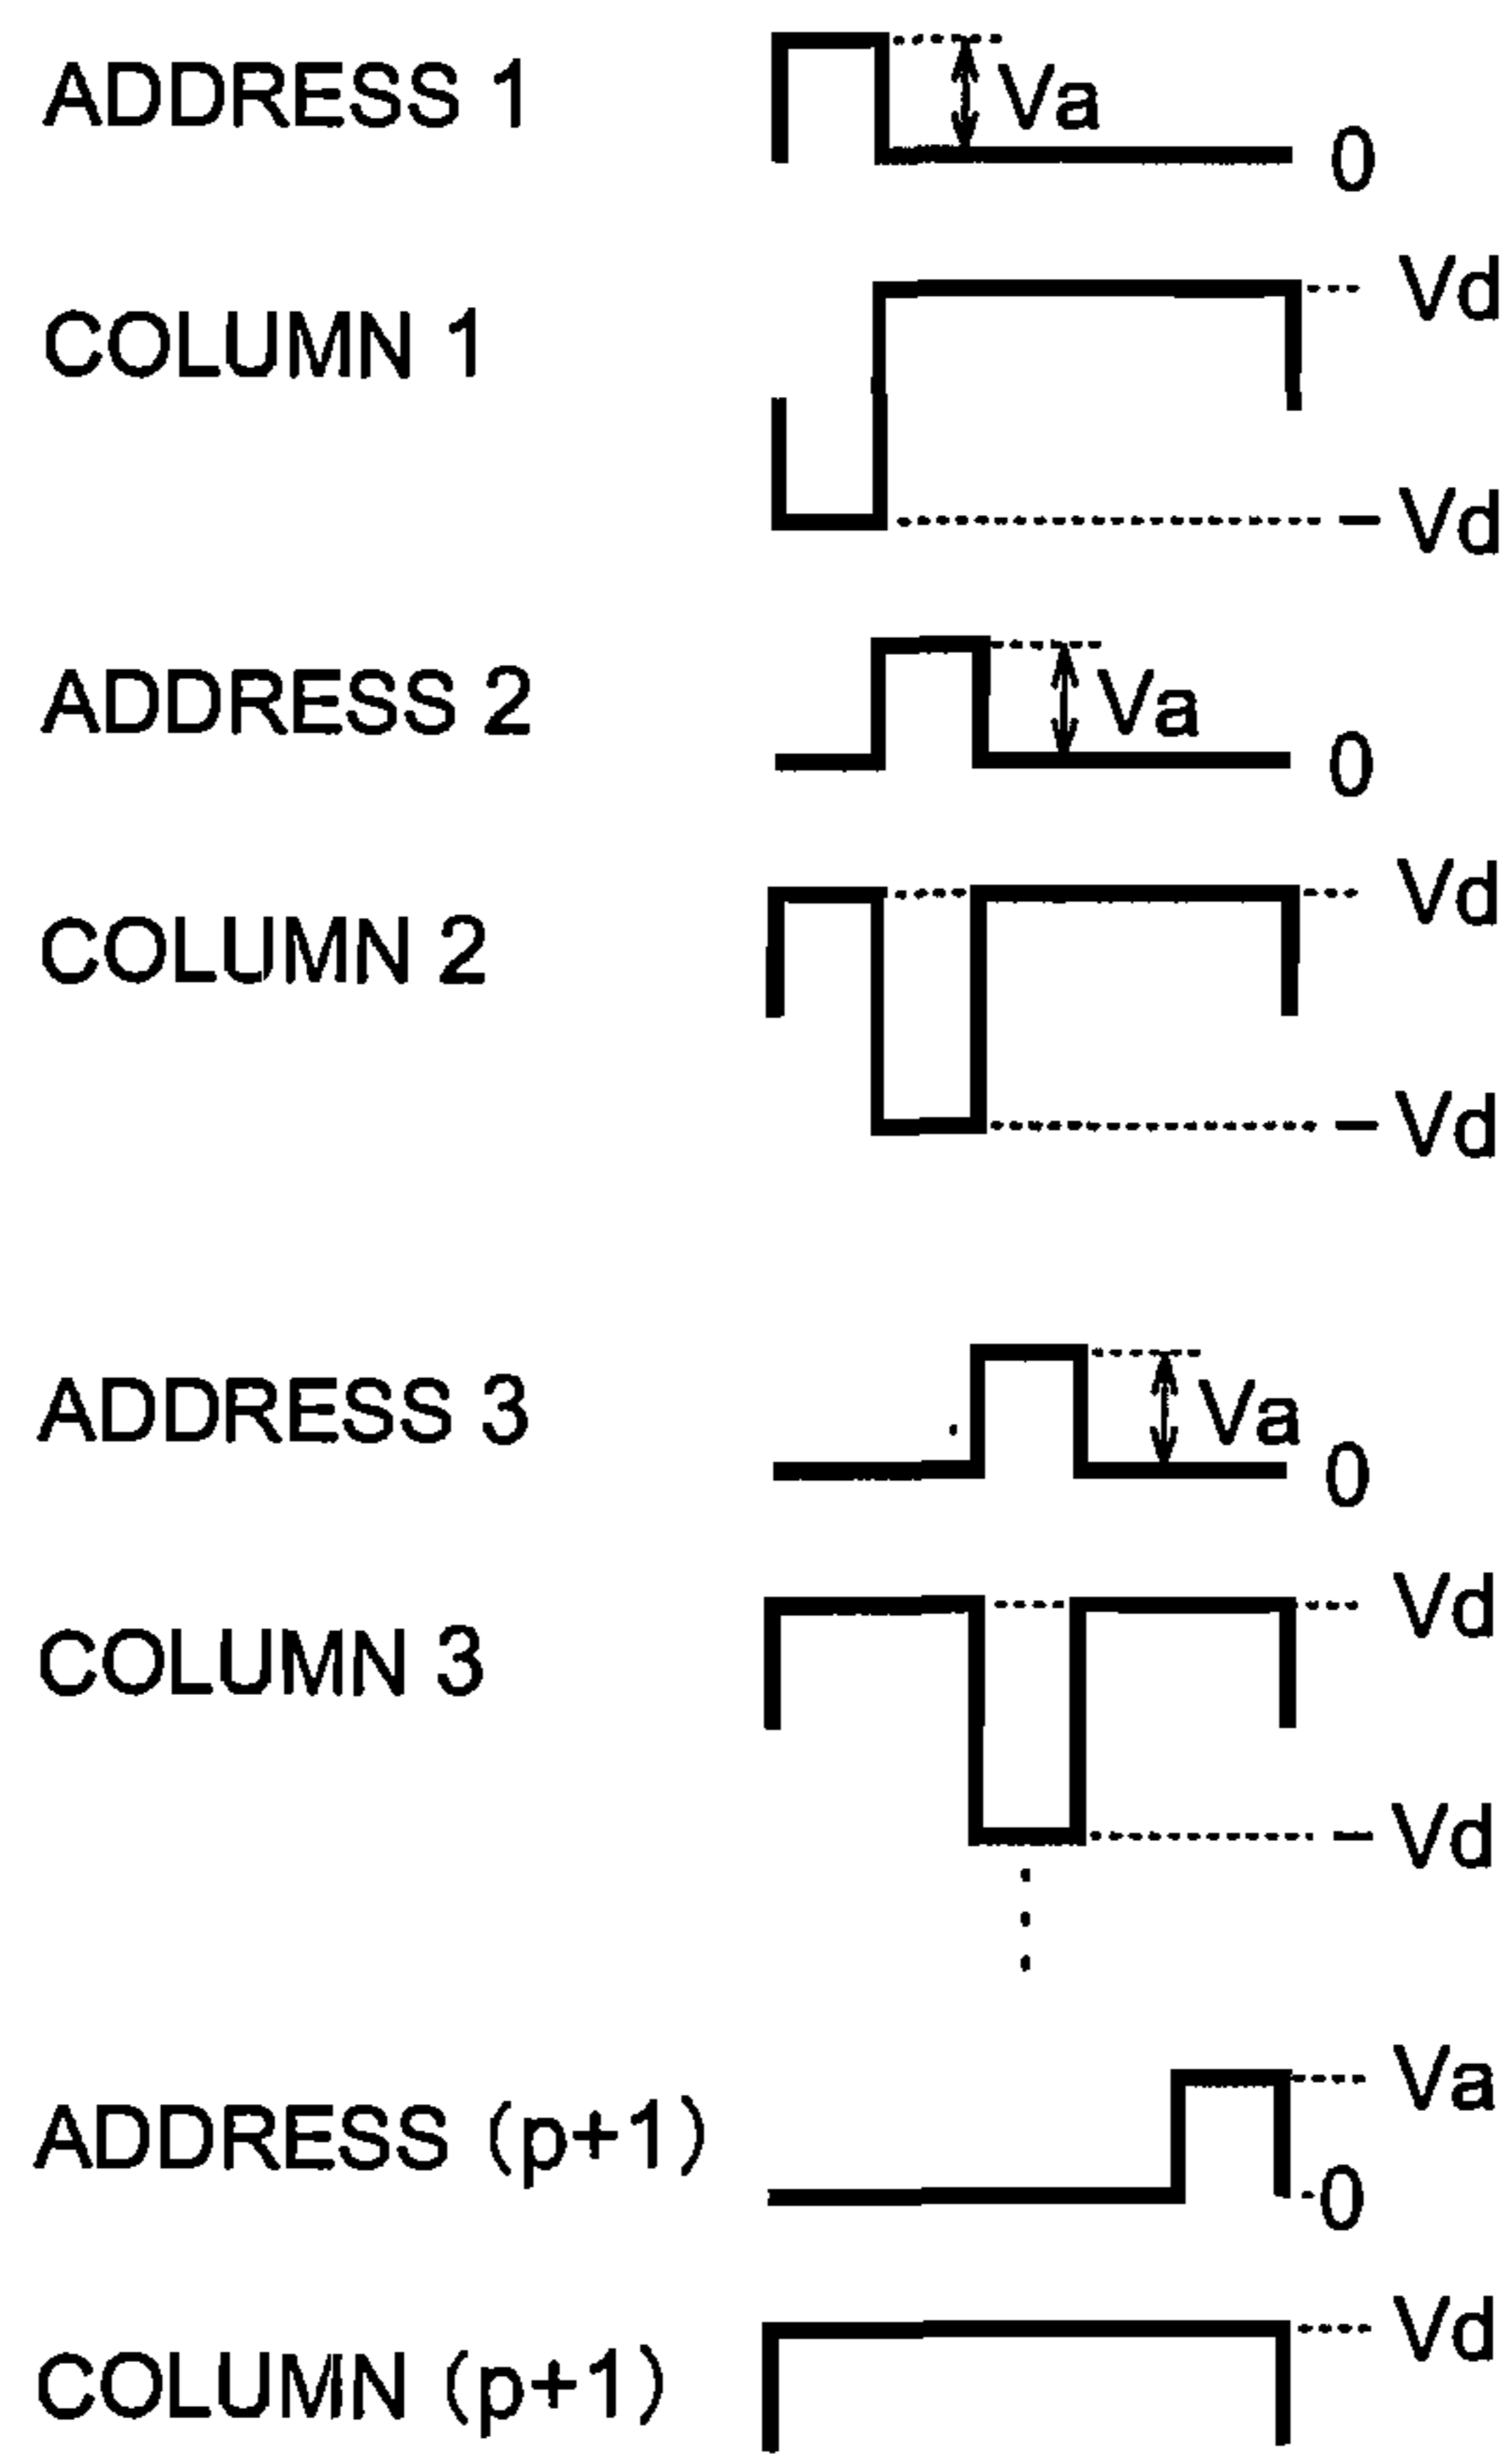 ADDRESS 1
Va
0
Vd
COLUMN 1
– Vd
ADDRESS 2
Va
0
Vd
COLUMN 2
– Vd
ADDRESS 3
Va
0
Vd
COLUMN 3
– Vd
Va
ADDRESS (p+1)
0
Vd
COLUMN (p+1)